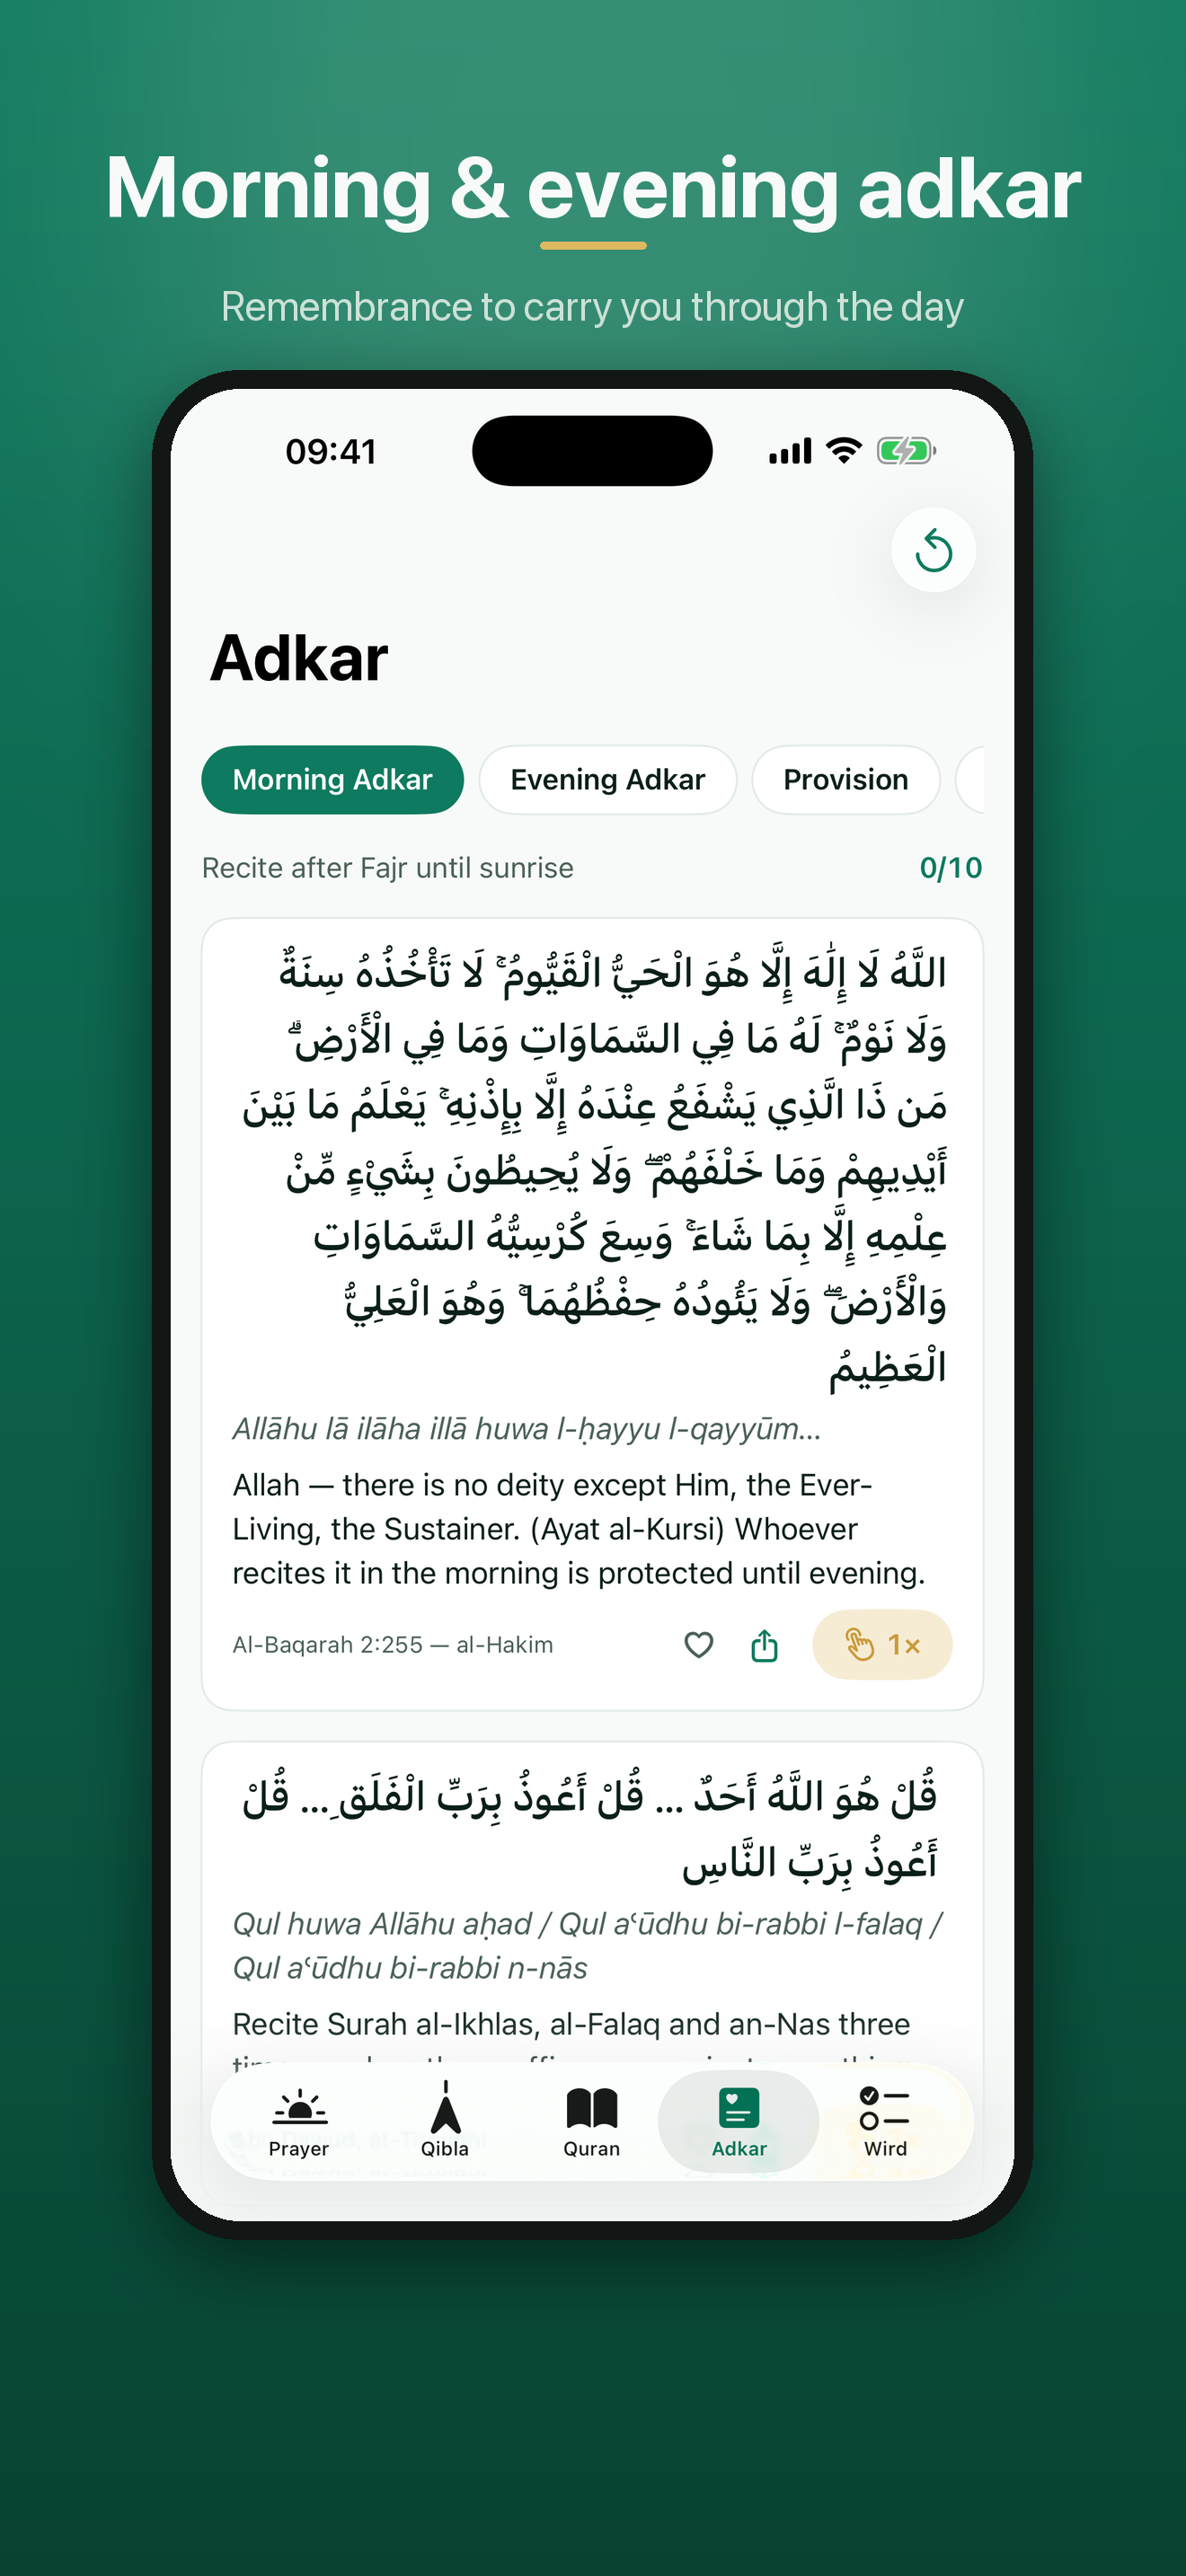 Morning & evening adkar
Remembrance to carry you through the day
09:41
Adkar
Morning Adkar
Evening Adkar
Provision
Recite after Fajr until sunrise
0/10
اللَّهُ لَا إِلَٰهَ إِلَّا هُوَ الْحَيُّ الْقَيُّومُ ۚ لَا تَأْخُذُهُ سِنَةٌ
وَلَا نَوْمٌ ۚ لَهُ مَا فِي السَّمَاوَاتِ وَمَا فِي الْأَرْضِ ۗ
مَن ذَا الَّذِي يَشْفَعُ عِنْدَهُ إِلَّا بِإِذْنِهِ ۚ يَعْلَمُ مَا بَيْنَ
أَيْدِيهِمْ وَمَا خَلْفَهُمْ ۖ وَلَا يُحِيطُونَ بِشَيْءٍ مِّنْ
عِلْمِهِ إِلَّا بِمَا شَاءَ ۚ وَسِعَ كُرْسِيُّهُ السَّمَاوَاتِ
وَالْأَرْضَ ۖ وَلَا يَئُودُهُ حِفْظُهُمَا ۚ وَهُوَ الْعَلِيُّ
الْعَظِيمُ
Allāhu lā ilāha illā huwa l-ḥayyu l-qayyūm...
Allah — there is no deity except Him, the Ever-
Living, the Sustainer. (Ayat al-Kursi) Whoever
recites it in the morning is protected until evening.
Al-Baqarah 2:255 — al-Hakim
1×
قُلْ هُوَ اللَّهُ أَحَدٌ ... قُلْ أَعُوذُ بِرَبِّ الْفَلَقِ ... قُلْ
أَعُوذُ بِرَبِّ النَّاسِ
Qul huwa Allāhu aḥad / Qul aʿūdhu bi-rabbi l-falaq /
Qul aʿūdhu bi-rabbi n-nās
Recite Surah al-Ikhlas, al-Falaq and an-Nas three
Prayer
Qibla
Quran
Adkar
Wird